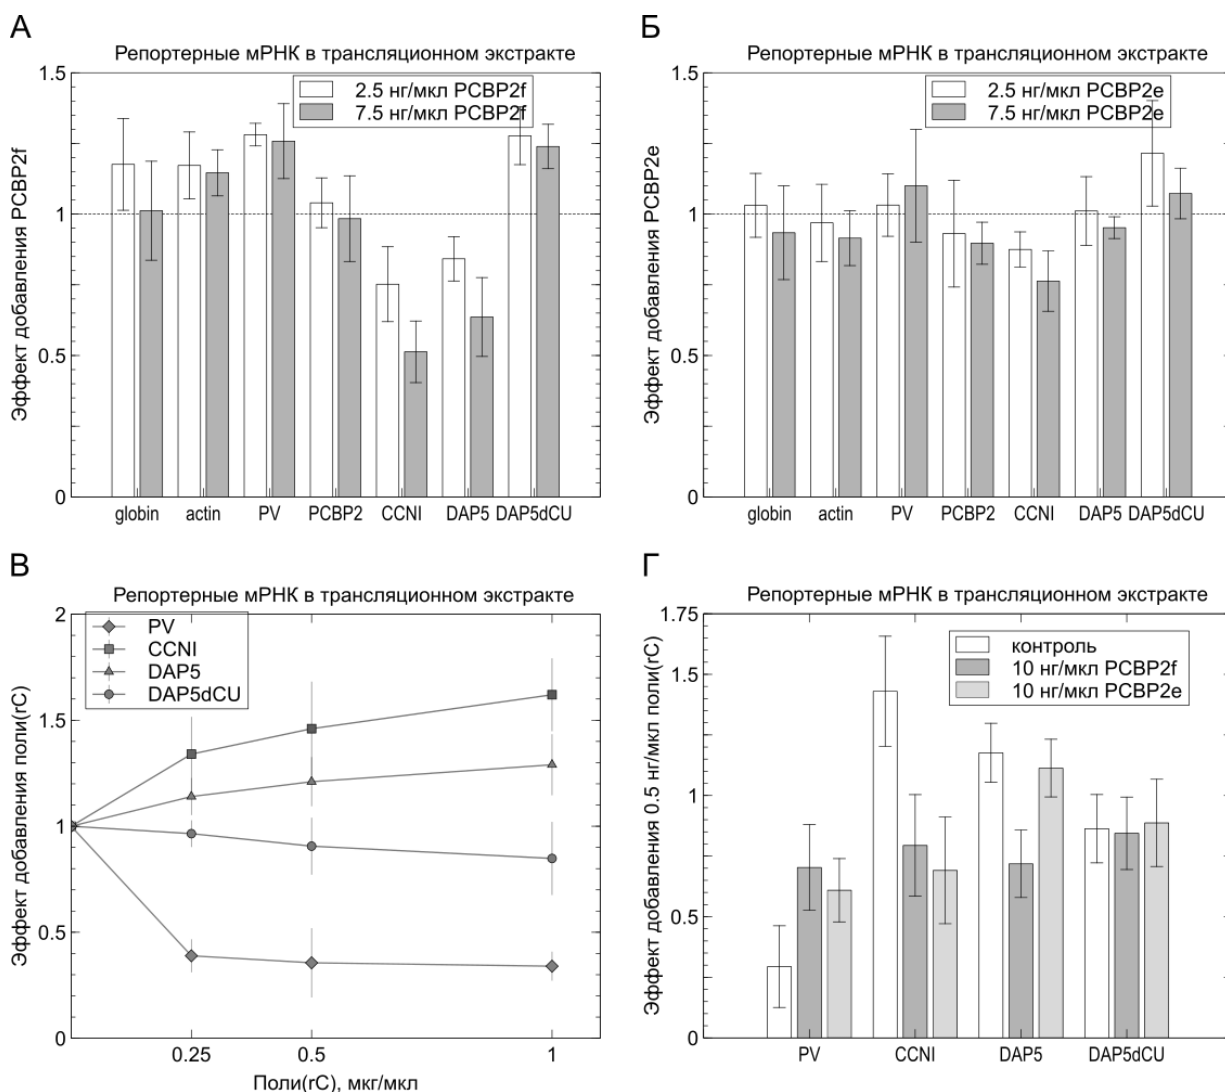 А
Репортерные мРНК в трансляционном экстракте
Эффект добавления PCBP2f
1.5
1
0.5
0
2.5 нг/мкл PCBP2f
7.5 нг/мкл PCBP2f
globin actin PV PCBP2 CCNI DAP5 DAP5dCU
Б
Репортерные мРНК в трансляционном экстракте
Эффект добавления PCBP2e
1.5
1
0.5
0
2.5 нг/мкл PCBP2e
7.5 нг/мкл PCBP2e
globin actin PV PCBP2 CCNI DAP5 DAP5dCU
В
Репортерные мРНК в трансляционном экстракте
Эффект добавления поли(rC)
2
1.5
1
0.5
0
PV
CCNI
DAP5
DAP5dCU
0.25 0.5 1
Поли(rC), мкг/мкл
Г
Репортерные мРНК в трансляционном экстракте
Эффект добавления 0.5 нг/мкл поли(rC)
1.75
1.5
1
0.5
0
контроль
10 нг/мкл PCBP2f
10 нг/мкл PCBP2e
PV CCNI DAP5 DAP5dCU